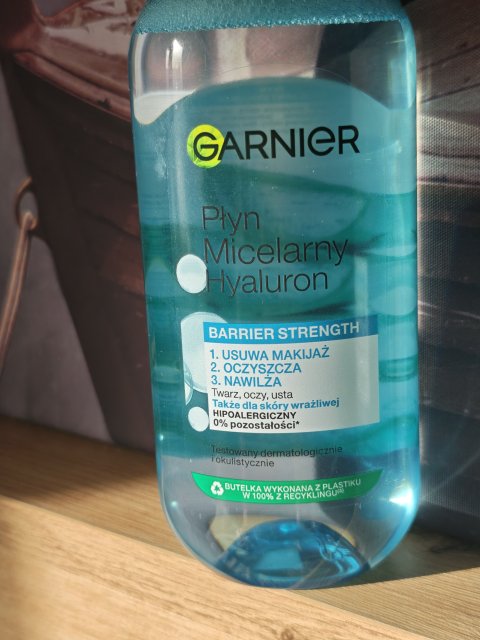 GARNIER
Płyn
Micelarny
Hyaluron
BARRIER STRENGTH
1. USUWA MAKIJAŻ
2. OCZYSZCZA
3. NAWILŻA
Twarz, oczy, usta
Także dla skóry wrażliwej
HIPOALERGICZNY
0% pozostałości*
Testowany dermatologicznie
i okulistycznie
BUTELKA WYKONANA Z PLASTIKU
W 100% Z RECYKLINGU